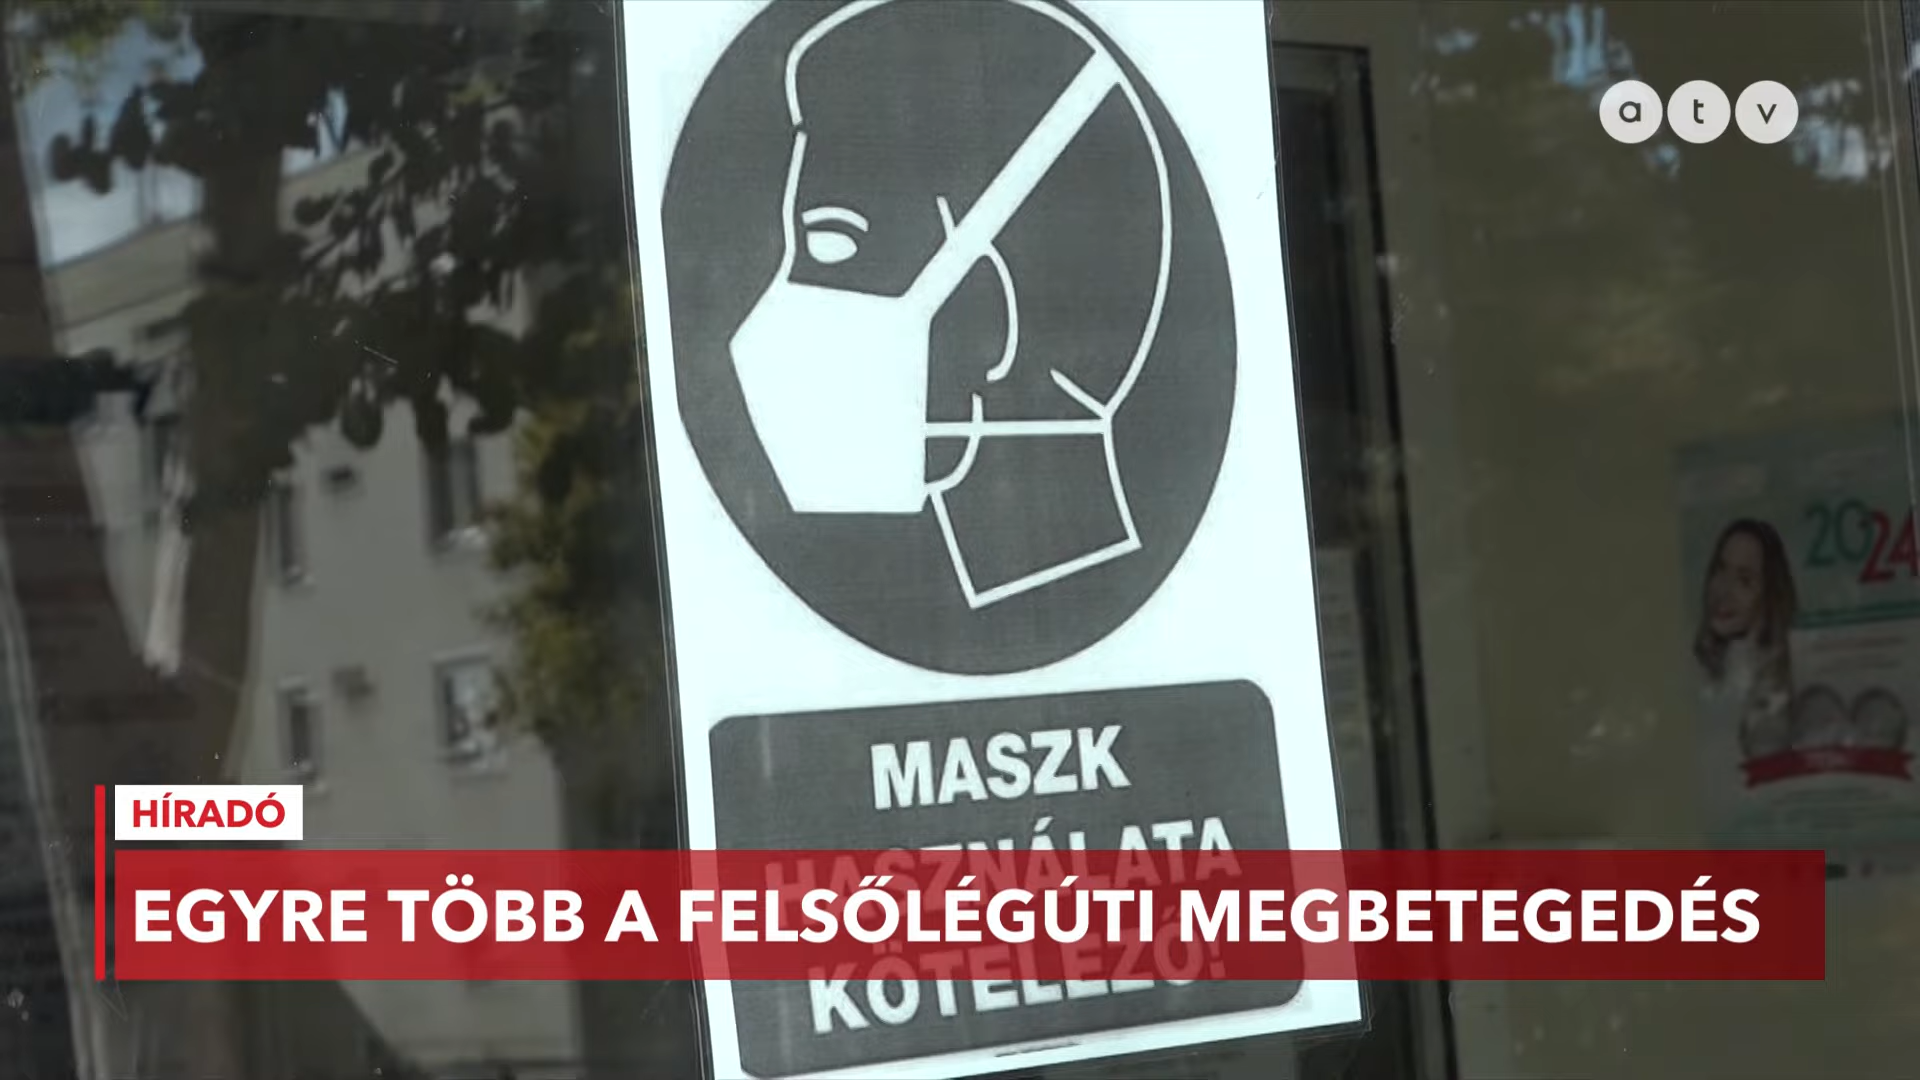 atv
2024
MASZK
HASZNÁLATA
KÖTELEZŐ!
HÍRADÓ
EGYRE TÖBB A FELSŐLÉGÚTI MEGBETEGEDÉS